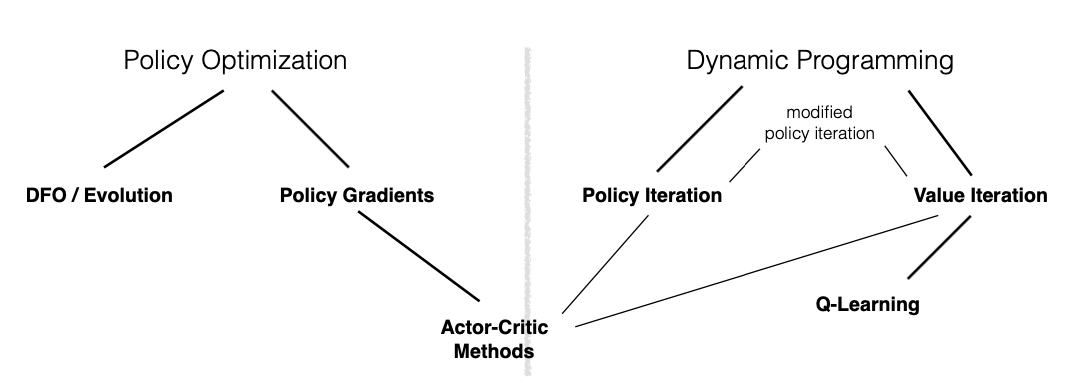 Policy Optimization
Dynamic Programming
modified
policy iteration
DFO / Evolution
Policy Gradients
Policy Iteration
Value Iteration
Q-Learning
Actor-Critic
Methods